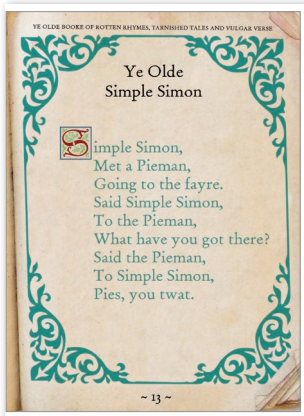 YE OLDE BOOKE OF ROTTEN RHYMES, TARNISHED TALES AND VULGAR VERSE
Ye Olde
Simple Simon
Simple Simon,
Met a Pieman,
Going to the fayre.
Said Simple Simon,
To the Pieman,
What have you got there?
Said the Pieman,
To Simple Simon,
Pies, you twat.
~ 13 ~